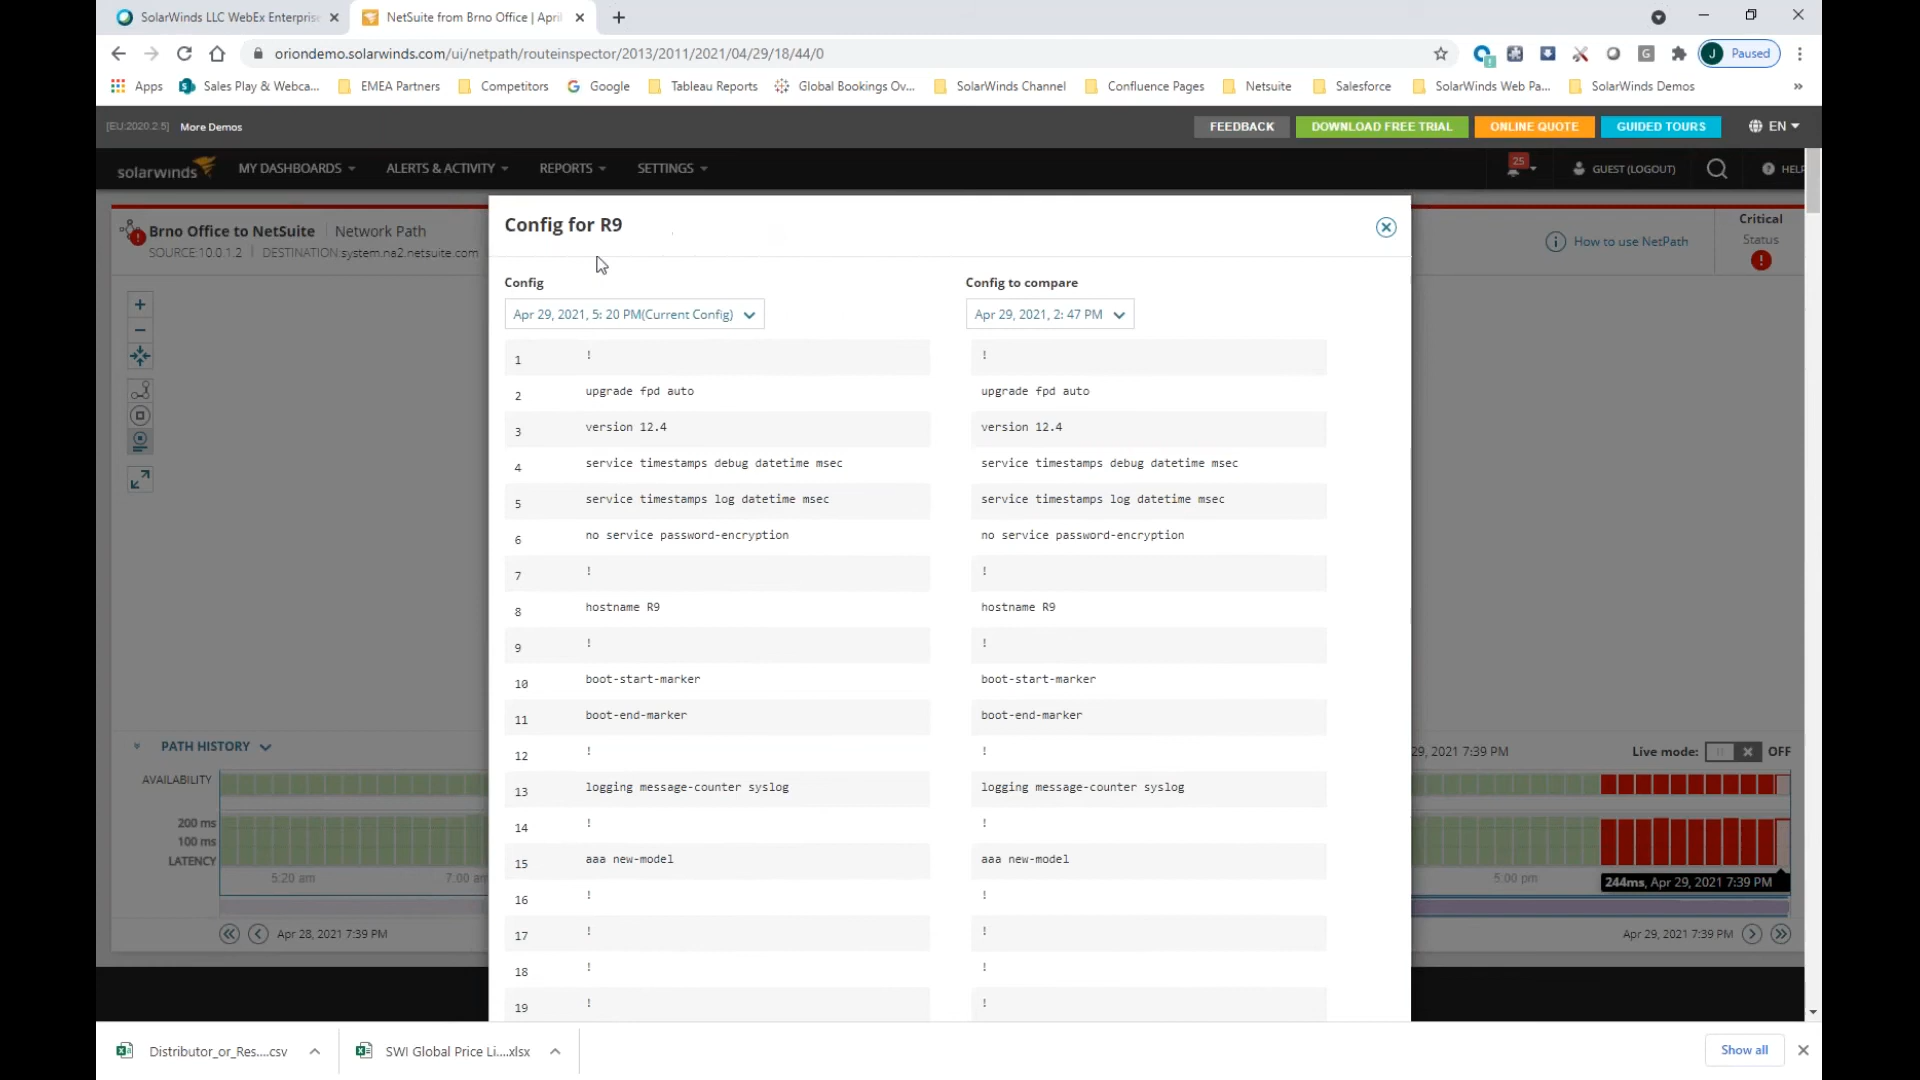 SolarWinds LLC WebEx Enterpris
NetSuite from Brno Office | April
oriondemo.solarwinds.com/ui/netpath/routeinspector/2013/2011/2021/04/29/18/44/0
J Paused
Apps
Sales Play & Webca...
EMEA Partners
Competitors
Google
Tableau Reports
Global Bookings Ov...
SolarWinds Channel
Confluence Pages
Netsuite
Salesforce
SolarWinds Web Pa...
SolarWinds Demos
»
[EU:2020.2.5] More Demos
FEEDBACK
DOWNLOAD FREE TRIAL
ONLINE QUOTE
GUIDED TOURS
EN
solarwinds
MY DASHBOARDS
ALERTS & ACTIVITY
REPORTS
SETTINGS
25
GUEST (LOGOUT)
HELP
Brno Office to NetSuite | Network Path
SOURCE:10.0.1.2 | DESTINATION system.na2.netsuite.com
How to use NetPath
Critical
Status
Config for R9
Config
Config to compare
Apr 29, 2021, 5: 20 PM(Current Config)
Apr 29, 2021, 2: 47 PM
1 ! !
2 upgrade fpd auto upgrade fpd auto
3 version 12.4 version 12.4
4 service timestamps debug datetime msec service timestamps debug datetime msec
5 service timestamps log datetime msec service timestamps log datetime msec
6 no service password-encryption no service password-encryption
7 ! !
8 hostname R9 hostname R9
9 ! !
10 boot-start-marker boot-start-marker
11 boot-end-marker boot-end-marker
12 ! !
13 logging message-counter syslog logging message-counter syslog
14 ! !
15 aaa new-model aaa new-model
16 ! !
17 ! !
18 ! !
19 ! !
PATH HISTORY
29, 2021 7:39 PM
Live mode: OFF
AVAILABILITY
200 ms
100 ms
LATENCY
5:20 am
7:00 am
5:00 pm
244ms, Apr 29, 2021 7:39 PM
Apr 28, 2021 7:39 PM
Apr 29, 2021 7:39 PM
Distributor_or_Res....csv
SWI Global Price Li....xlsx
Show all